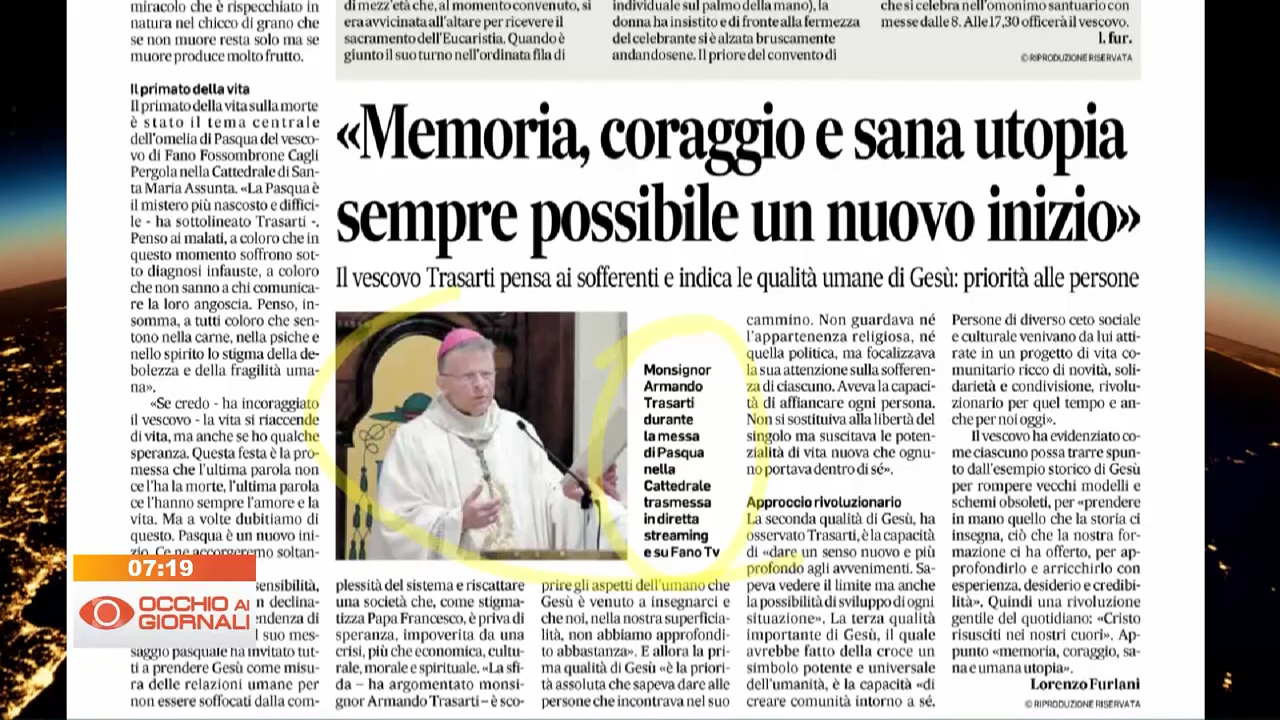 miracolo che è rispecchiato in
natura nel chicco di grano che
se non muore resta solo ma se
muore produce molto frutto.
Il primato della vita
Il primato della vita sulla morte
è stato il tema centrale
dell'omelia di Pasqua del vesco-
vo di Fano Fossombrone Cagli
Pergola nella Cattedrale di San-
ta Maria Assunta. «La Pasqua è
il mistero più nascosto e diffici-
le - ha sottolineato Trasarti -.
Penso ai malati, a coloro che in
questo momento soffrono sot-
to diagnosi infauste, a coloro
che non sanno a chi comunica-
re la loro angoscia. Penso, in-
somma, a tutti coloro che sen-
tono nella carne, nella psiche e
nello spirito lo stigma della de-
bolezza e della fragilità uma-
na».
«Se credo - ha incoraggiato
il vescovo - la vita si riaccende
di vita, ma anche se ho qualche
speranza. Questa festa è la pro-
messa che l'ultima parola non
ce l'ha la morte, l'ultima parola
ce l'hanno sempre l'amore e la
vita. Ma a volte dubitiamo di
questo. Pasqua è un nuovo ini-
zio. Ce ne accorgeremo soltan-
sensibilità,
n declina-
endenza di
l suo mes-
saggio pasquale ha invitato tut-
ti a prendere Gesù come misu-
ra delle relazioni umane per
non essere soffocati dalla com-
di mezz'età che, al momento convenuto, si
era avvicinata all'altare per ricevere il
sacramento dell'Eucaristia. Quando è
giunto il suo turno nell'ordinata fila di
individuale sul palmo della mano), la
donna ha insistito e di fronte alla fermezza
del celebrante si è alzata bruscamente
andandosene. Il priore del convento di
che si celebra nell'omonimo santuario con
messe dalle 8. Alle 17,30 officerà il vescovo.
l. fur.
© RIPRODUZIONE RISERVATA
«Memoria, coraggio e sana utopia
sempre possibile un nuovo inizio»
Il vescovo Trasarti pensa ai sofferenti e indica le qualità umane di Gesù: priorità alle persone
Monsignor
Armando
Trasarti
durante
la messa
di Pasqua
nella
Cattedrale
trasmessa
in diretta
streaming
e su Fano Tv
plessità del sistema e riscattare
una società che, come stigma-
tizza Papa Francesco, è priva di
speranza, impoverita da una
crisi, più che economica, cultu-
rale, morale e spirituale. «La sfi-
da – ha argomentato monsi-
gnor Armando Trasarti – è sco-
prire gli aspetti dell'umano che
Gesù è venuto a insegnarci e
che noi, nella nostra superficia-
lità, non abbiamo approfondi-
to abbastanza». E allora la pri-
ma qualità di Gesù «è la priori-
tà assoluta che sapeva dare alle
persone che incontrava nel suo
cammino. Non guardava né
l'appartenenza religiosa, né
quella politica, ma focalizzava
la sua attenzione sulla sofferen-
za di ciascuno. Aveva la capaci-
tà di affiancare ogni persona.
Non si sostituiva alla libertà del
singolo ma suscitava le poten-
zialità di vita nuova che ognu-
no portava dentro di sé».
Approccio rivoluzionario
La seconda qualità di Gesù, ha
osservato Trasarti, è la capacità
di «dare un senso nuovo e più
profondo agli avvenimenti. Sa-
peva vedere il limite ma anche
la possibilità di sviluppo di ogni
situazione». La terza qualità
importante di Gesù, il quale
avrebbe fatto della croce un
simbolo potente e universale
dell'umanità, è la capacità «di
creare comunità intorno a sé.
Persone di diverso ceto sociale
e culturale venivano da lui atti-
rate in un progetto di vita co-
munitario ricco di novità, soli-
darietà e condivisione, rivolu-
zionario per quel tempo e an-
che per noi oggi».
Il vescovo ha evidenziato co-
me ciascuno possa trarre spun-
to dall'esempio storico di Gesù
per rompere vecchi modelli e
schemi obsoleti, per «prendere
in mano quello che la storia ci
insegna, ciò che la nostra for-
mazione ci ha offerto, per ap-
profondirlo e arricchirlo con
esperienza, desiderio e credibi-
lità». Quindi una rivoluzione
gentile del quotidiano: «Cristo
risusciti nei nostri cuori». Ap-
punto «memoria, coraggio, sa-
na e umana utopia».
Lorenzo Furlani
© RIPRODUZIONE RISERVATA
07:19
OCCHIO AI
GIORNALI